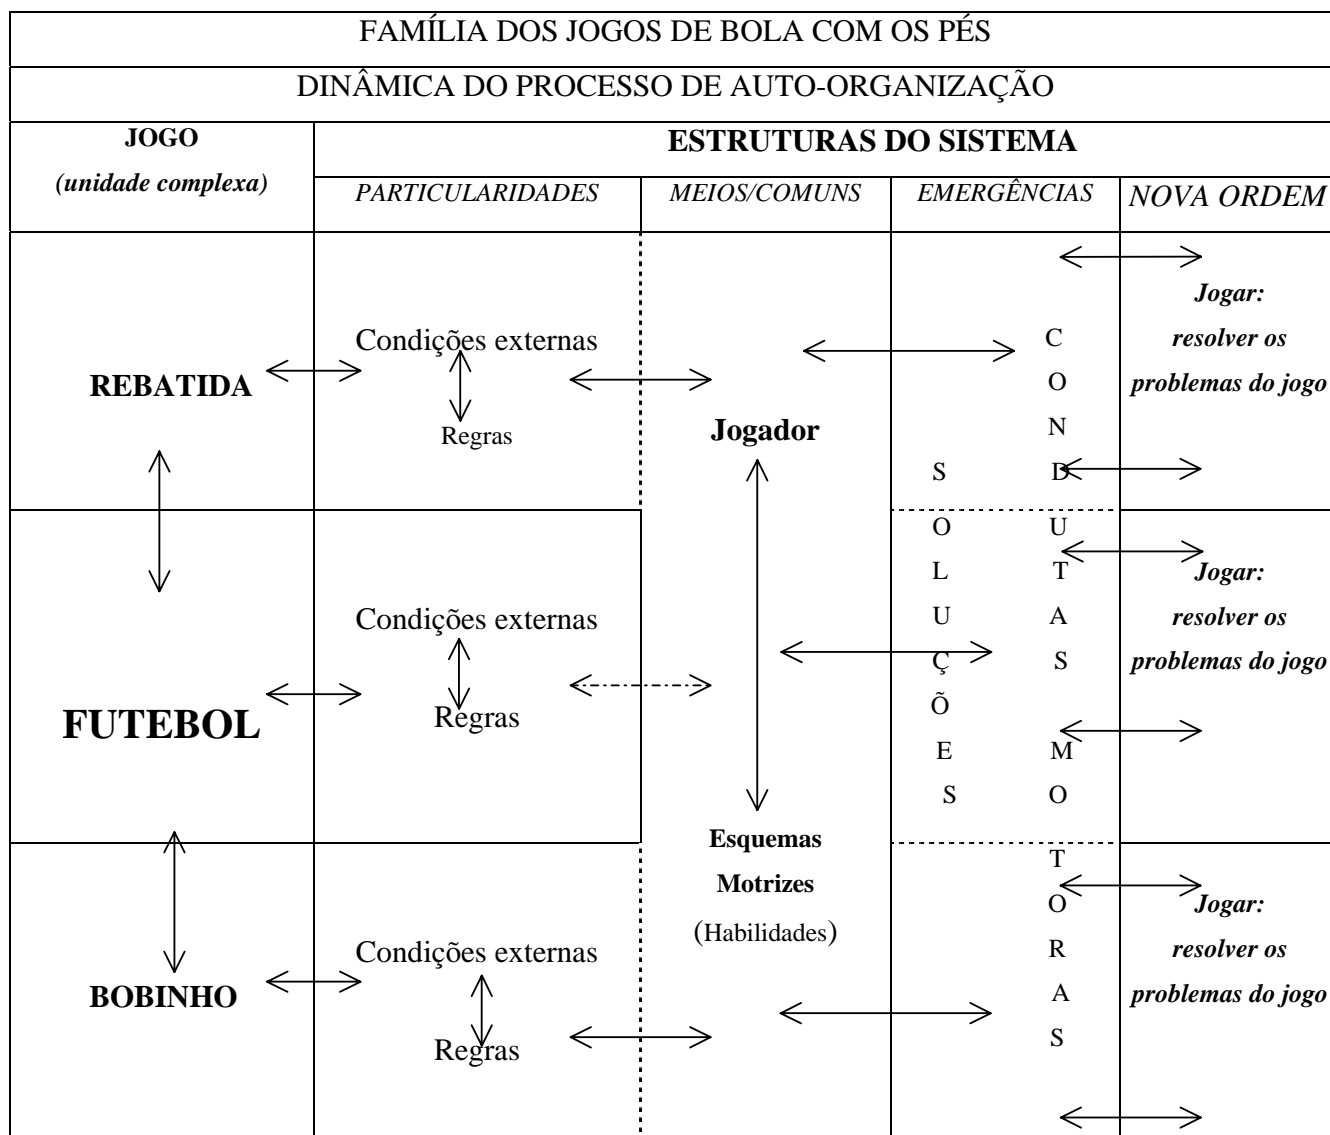 FAMÍLIA DOS JOGOS DE BOLA COM OS PÉS
DINÂMICA DO PROCESSO DE AUTO-ORGANIZAÇÃO
JOGO
(unidade complexa)
ESTRUTURAS DO SISTEMA
PARTICULARIDADES
MEIOS/COMUNS
EMERGÊNCIAS
NOVA ORDEM
REBATIDA
Condições externas
Regras
FUTEBOL
Condições externas
Regras
BOBINHO
Condições externas
Regras
Jogador
Esquemas
Motrizes
(Habilidades)
SOLUÇÕES
CONDUTAS MOTORAS
Jogar:
resolver os
problemas do jogo
Jogar:
resolver os
problemas do jogo
Jogar:
resolver os
problemas do jogo